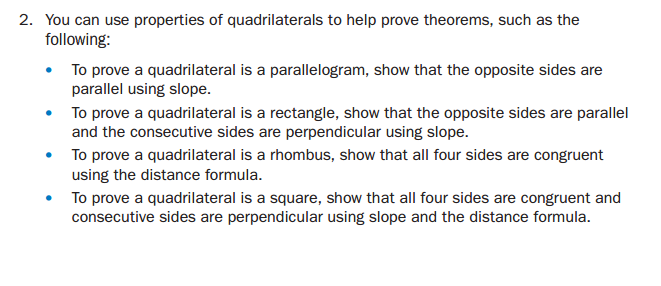 2. You can use properties of quadrilaterals to help prove theorems, such as the
following:
• To prove a quadrilateral is a parallelogram, show that the opposite sides are
parallel using slope.
• To prove a quadrilateral is a rectangle, show that the opposite sides are parallel
and the consecutive sides are perpendicular using slope.
• To prove a quadrilateral is a rhombus, show that all four sides are congruent
using the distance formula.
• To prove a quadrilateral is a square, show that all four sides are congruent and
consecutive sides are perpendicular using slope and the distance formula.